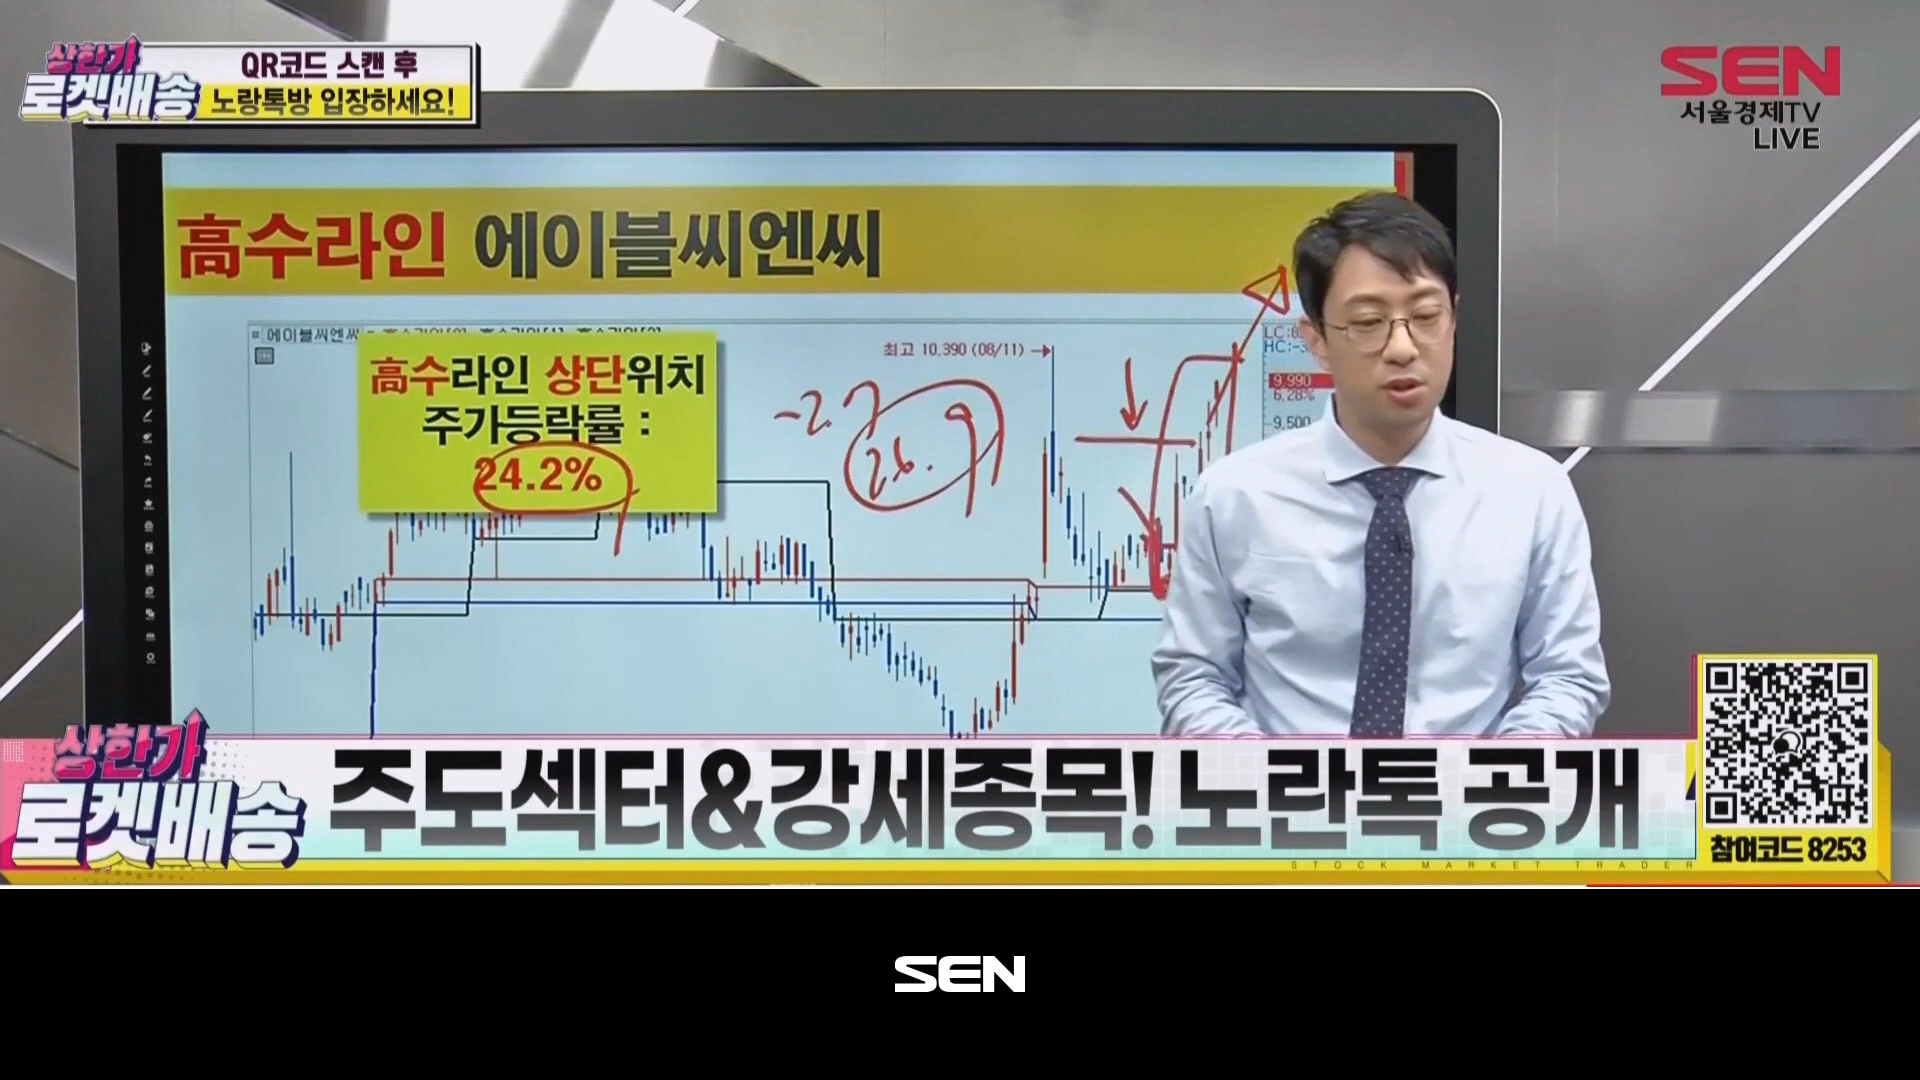 상한가
로켓배송
QR코드 스캔 후
노랑톡방 입장하세요!
SEN
서울경제TV
LIVE
高수라인 에이블씨엔씨
에이블씨엔씨
최고 10,390 (08/11)
高수라인 상단위치
주가등락률 :
24.2%
-2.7
26.9
9,990
6.28%
9,500
상한가
로켓배송
주도섹터&강세종목! 노란톡 공개
참여코드 8253
STOCK MARKET TRADER
SEN